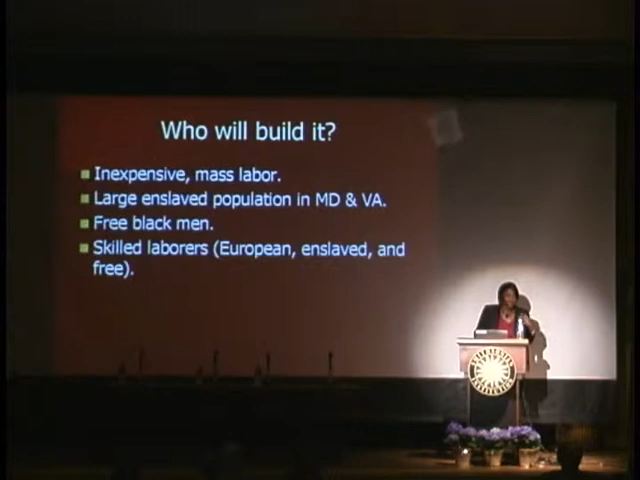 Who will build it?
Inexpensive, mass labor.
Large enslaved population in MD & VA.
Free black men.
Skilled laborers (European, enslaved, and
free).